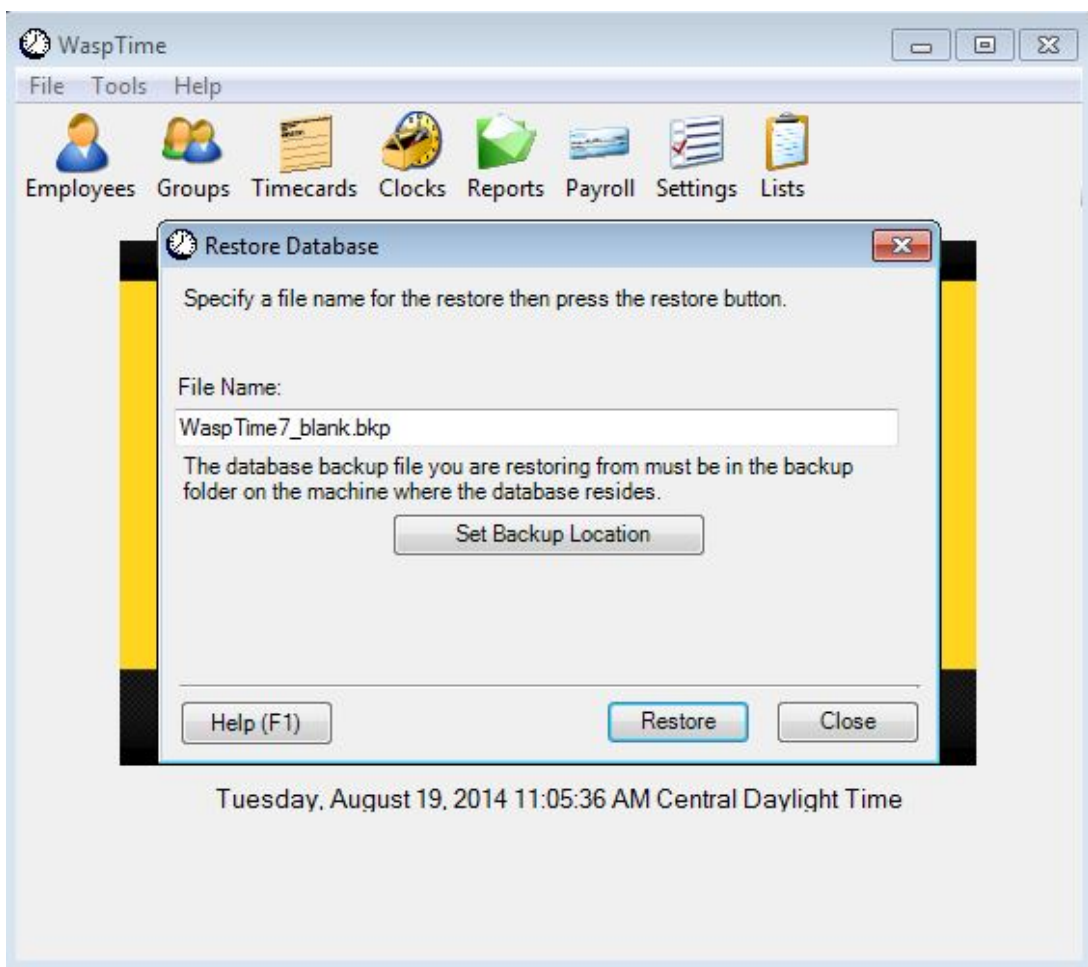 WaspTime
File Tools Help
Employees Groups Timecards Clocks Reports Payroll Settings Lists
Restore Database
Specify a file name for the restore then press the restore button.
File Name:
WaspTime7_blank.bkp
The database backup file you are restoring from must be in the backup
folder on the machine where the database resides.
Set Backup Location
Help (F1) Restore Close
Tuesday, August 19, 2014 11:05:36 AM Central Daylight Time